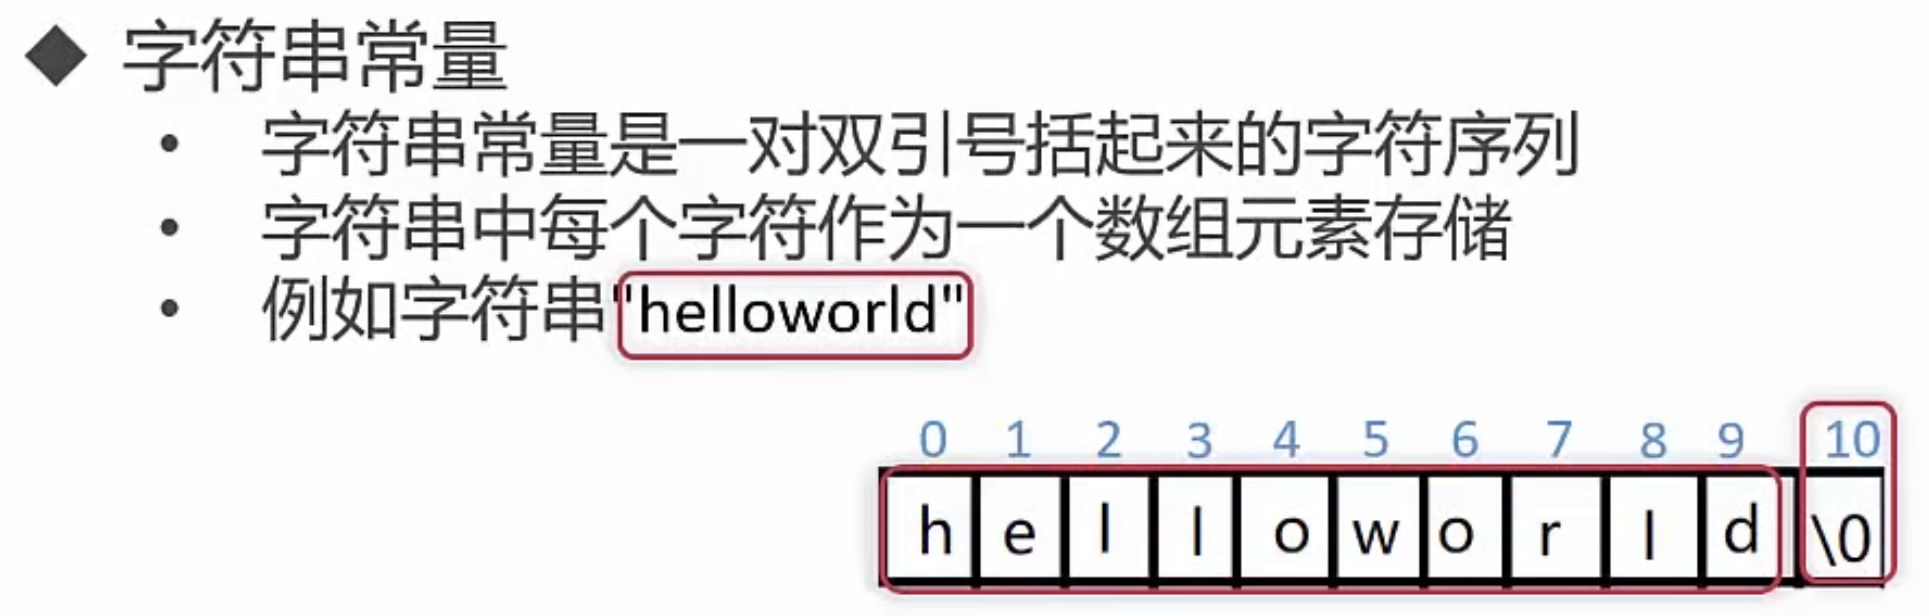 ◆ 字符串常量
• 字符串常量是一对双引号括起来的字符序列
• 字符串中每个字符作为一个数组元素存储
• 例如字符串"helloworld"
0 1 2 3 4 5 6 7 8 9 10
h e l l o w o r l d \0